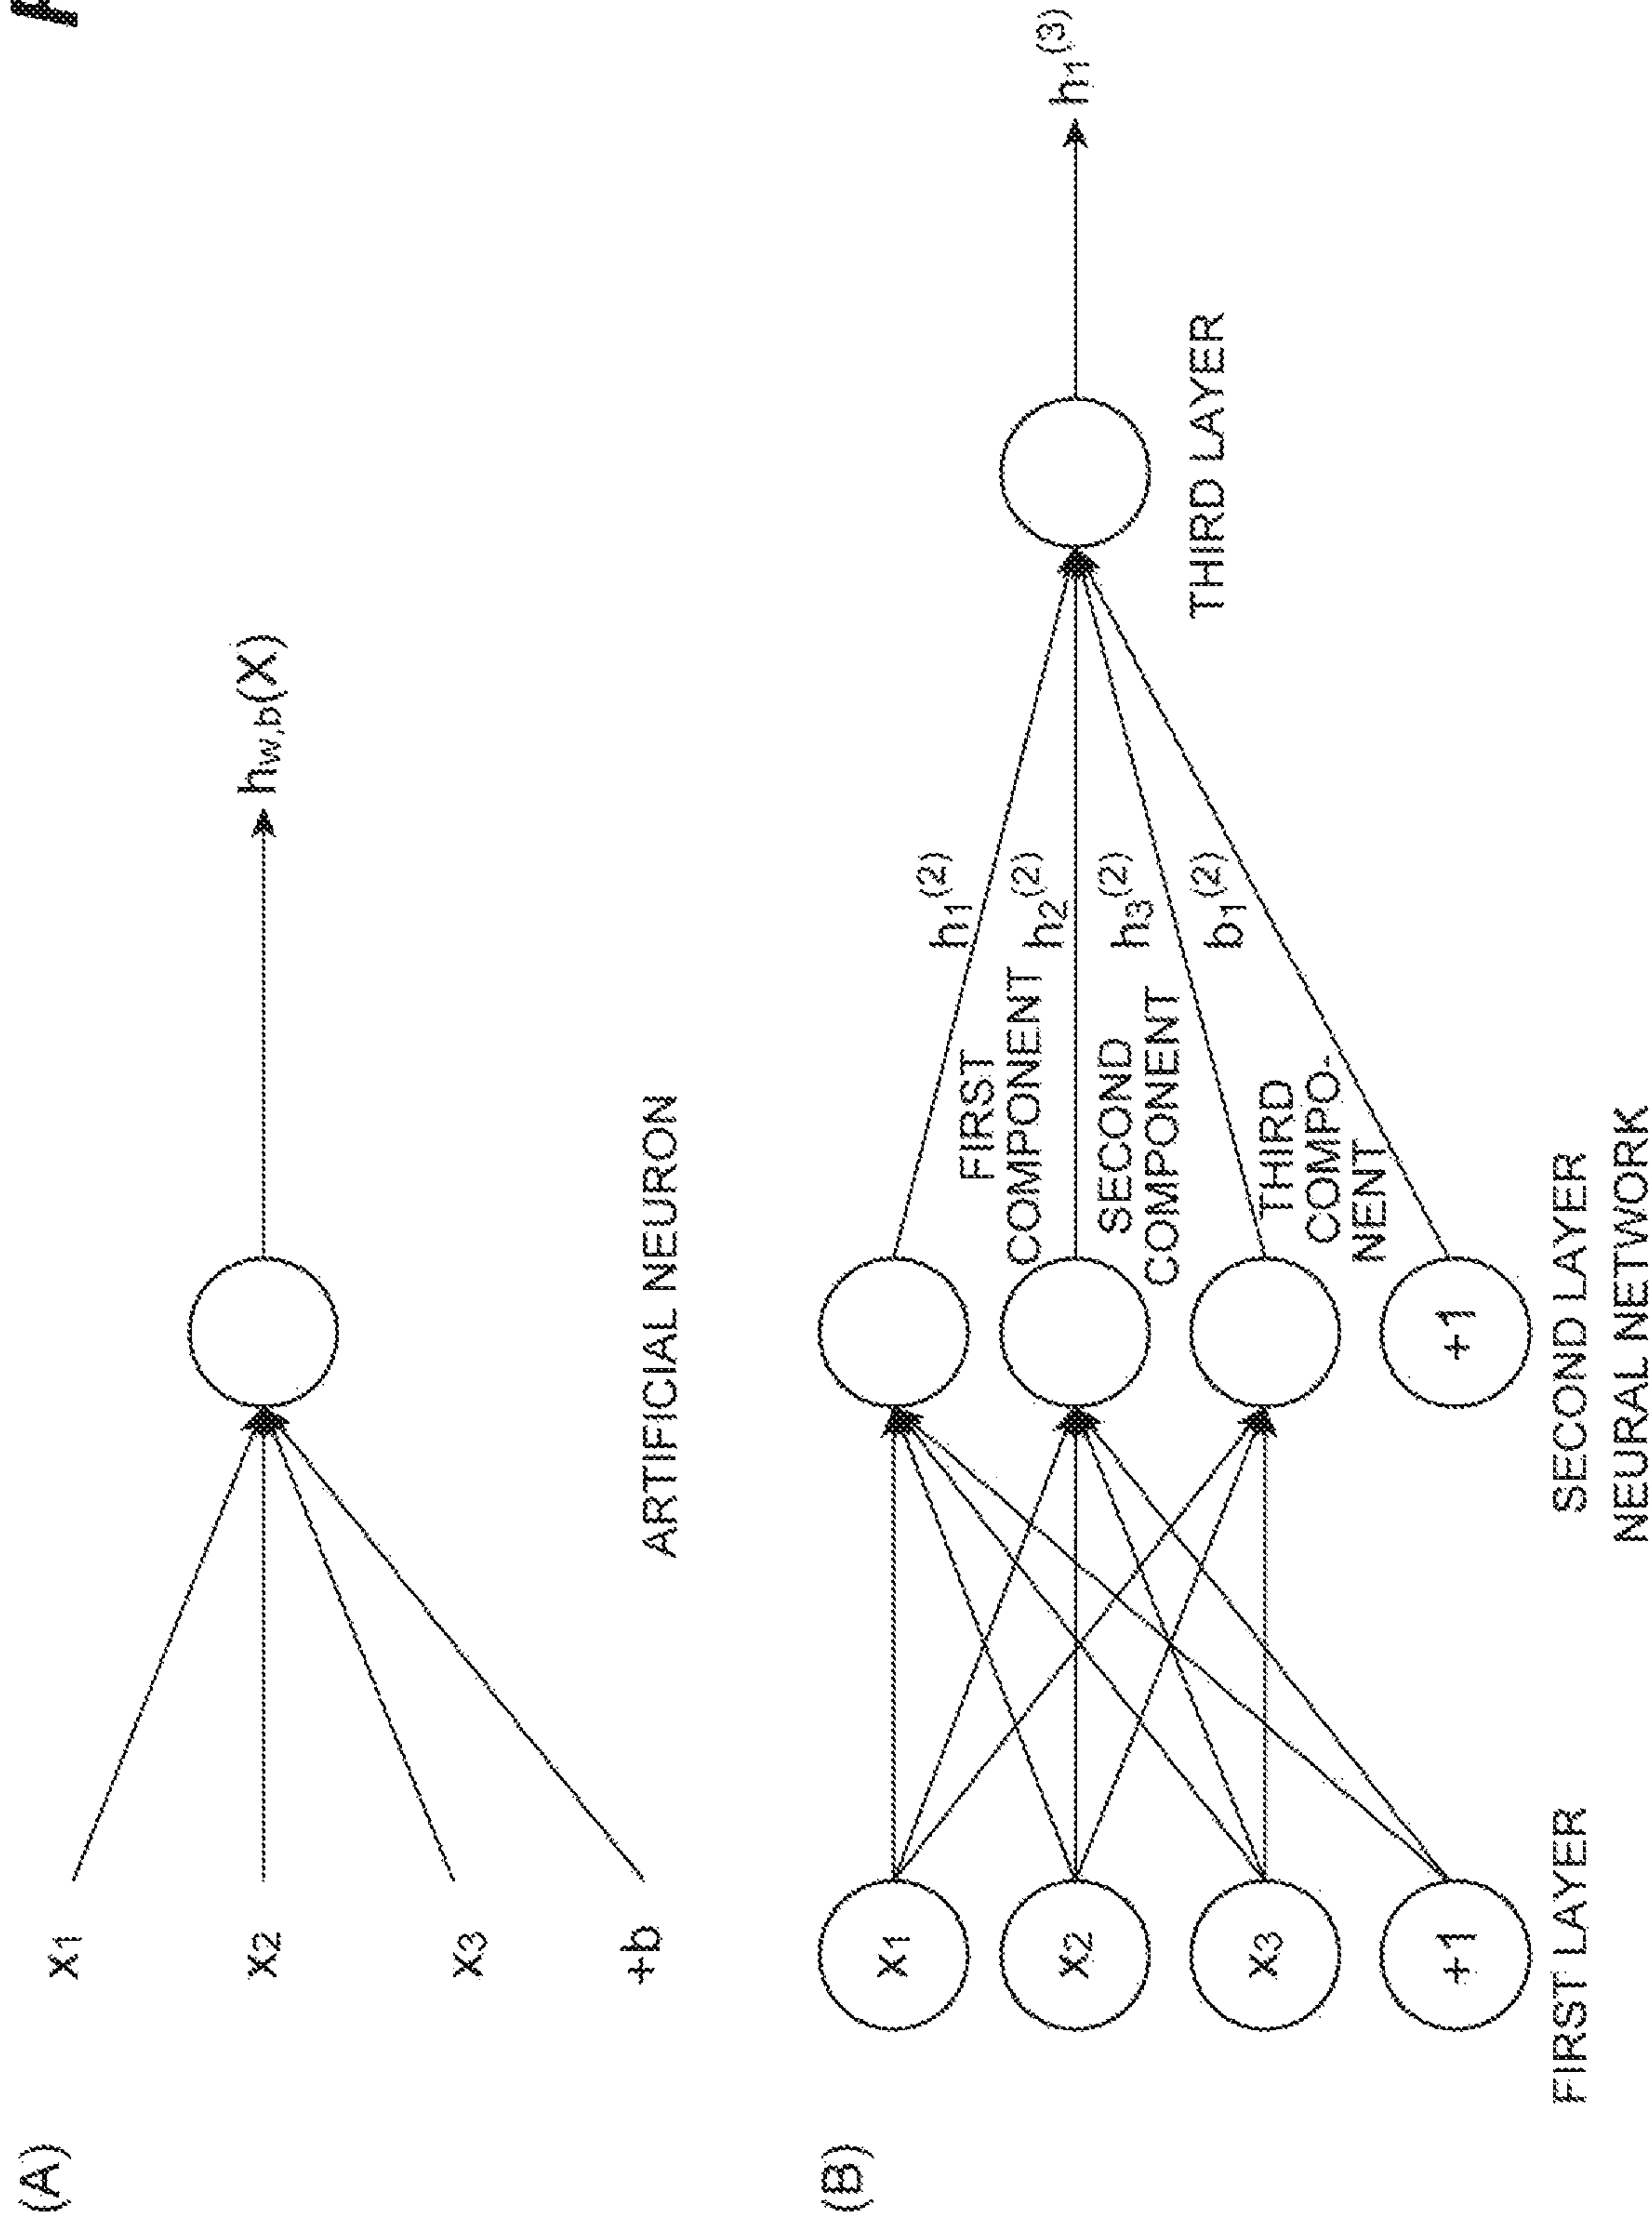 (A)
x1
x2
x3
+b
hw,b(X)
ARTIFICIAL NEURON
(B)
x1
x2
x3
+1
FIRST LAYER
+1
SECOND LAYER
FIRST
COMPONENT
SECOND
COMPONENT
THIRD
COMPO-
NENT
h1(2)
h2(2)
h3(2)
b1(2)
THIRD LAYER
h1(3)
NEURAL NETWORK